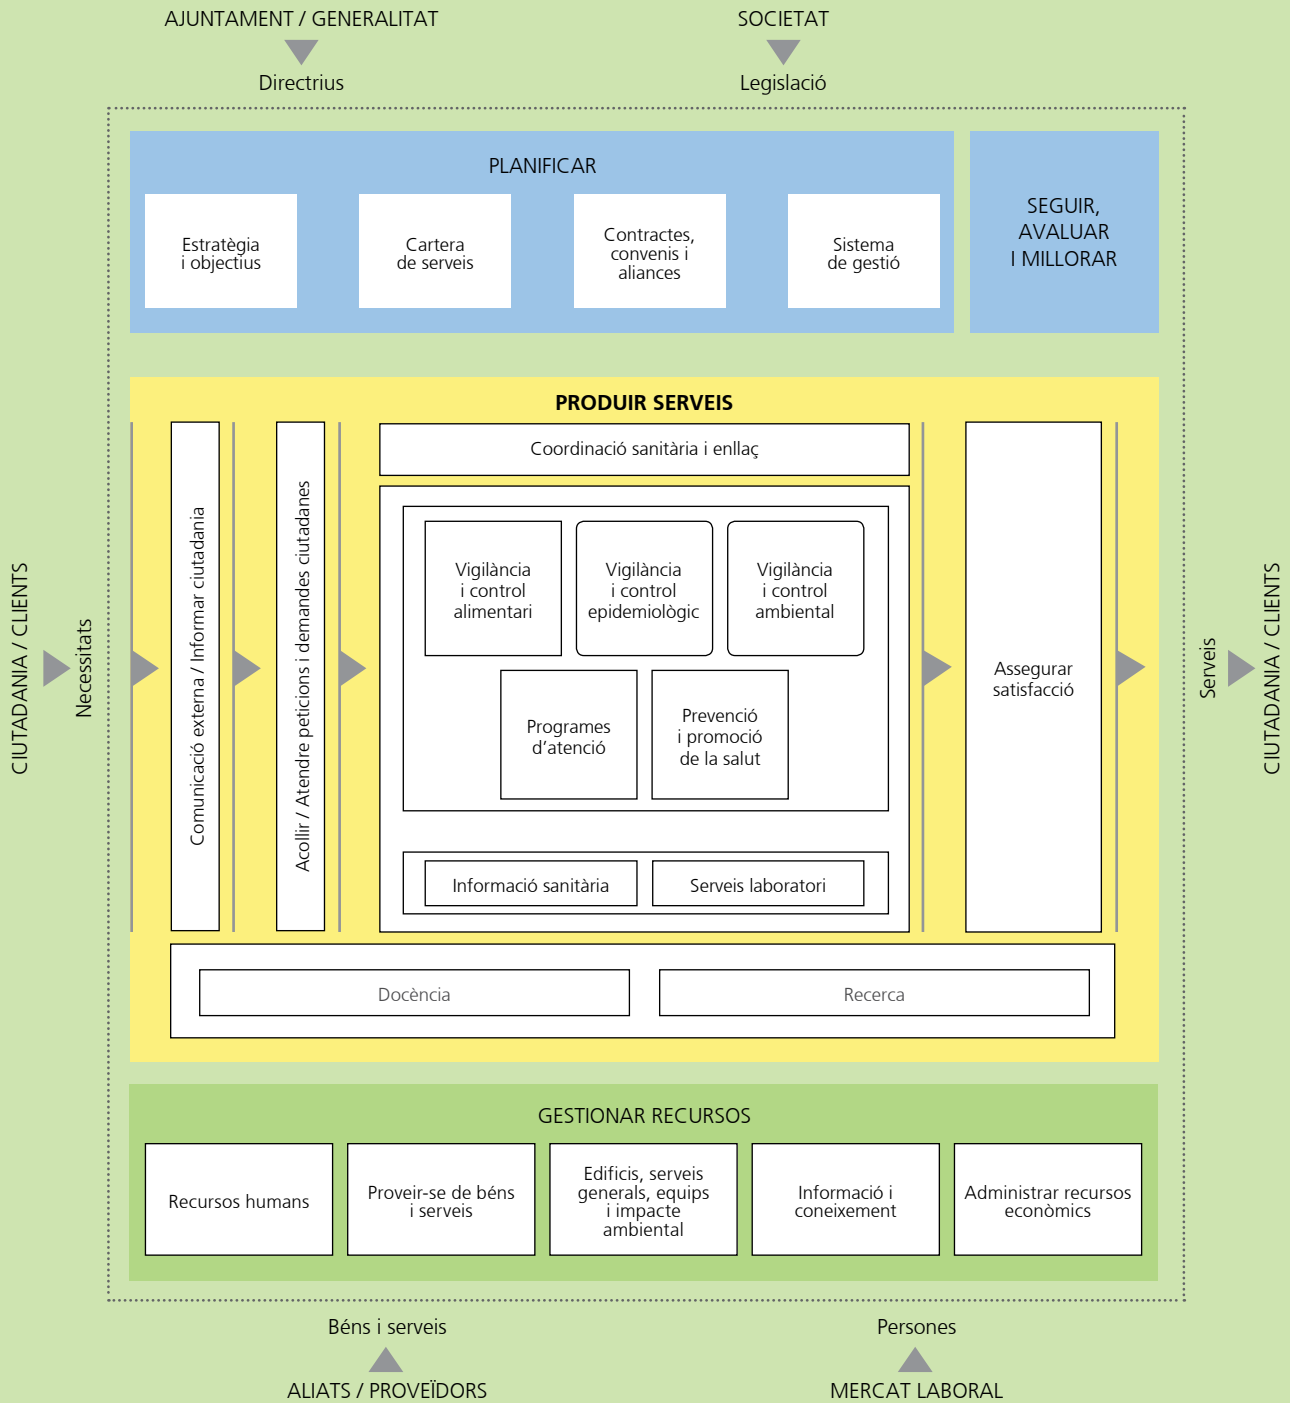 AJUNTAMENT / GENERALITAT
SOCIETAT
Directrius
Legislació
PLANIFICAR
Estratègia
i objectius
Cartera
de serveis
Contractes,
convenis i
aliances
Sistema
de gestió
SEGUIR,
AVALUAR
I MILLORAR
CIUTADANIA / CLIENTS
Necessitats
PRODUIR SERVEIS
Comunicació externa / Informar ciutadania
Acollir / Atendre peticions i demandes ciutadanes
Coordinació sanitària i enllaç
Vigilància
i control
alimentari
Vigilància
i control
epidemiològic
Vigilància
i control
ambiental
Programes
d'atenció
Prevenció
i promoció
de la salut
Informació sanitària
Serveis laboratori
Assegurar
satisfacció
Docència
Recerca
Serveis
CIUTADANIA / CLIENTS
GESTIONAR RECURSOS
Recursos humans
Proveir-se de béns
i serveis
Edificis, serveis
generals, equips
i impacte
ambiental
Informació i
coneixement
Administrar recursos
econòmics
Béns i serveis
Persones
ALIATS / PROVEÏDORS
MERCAT LABORAL